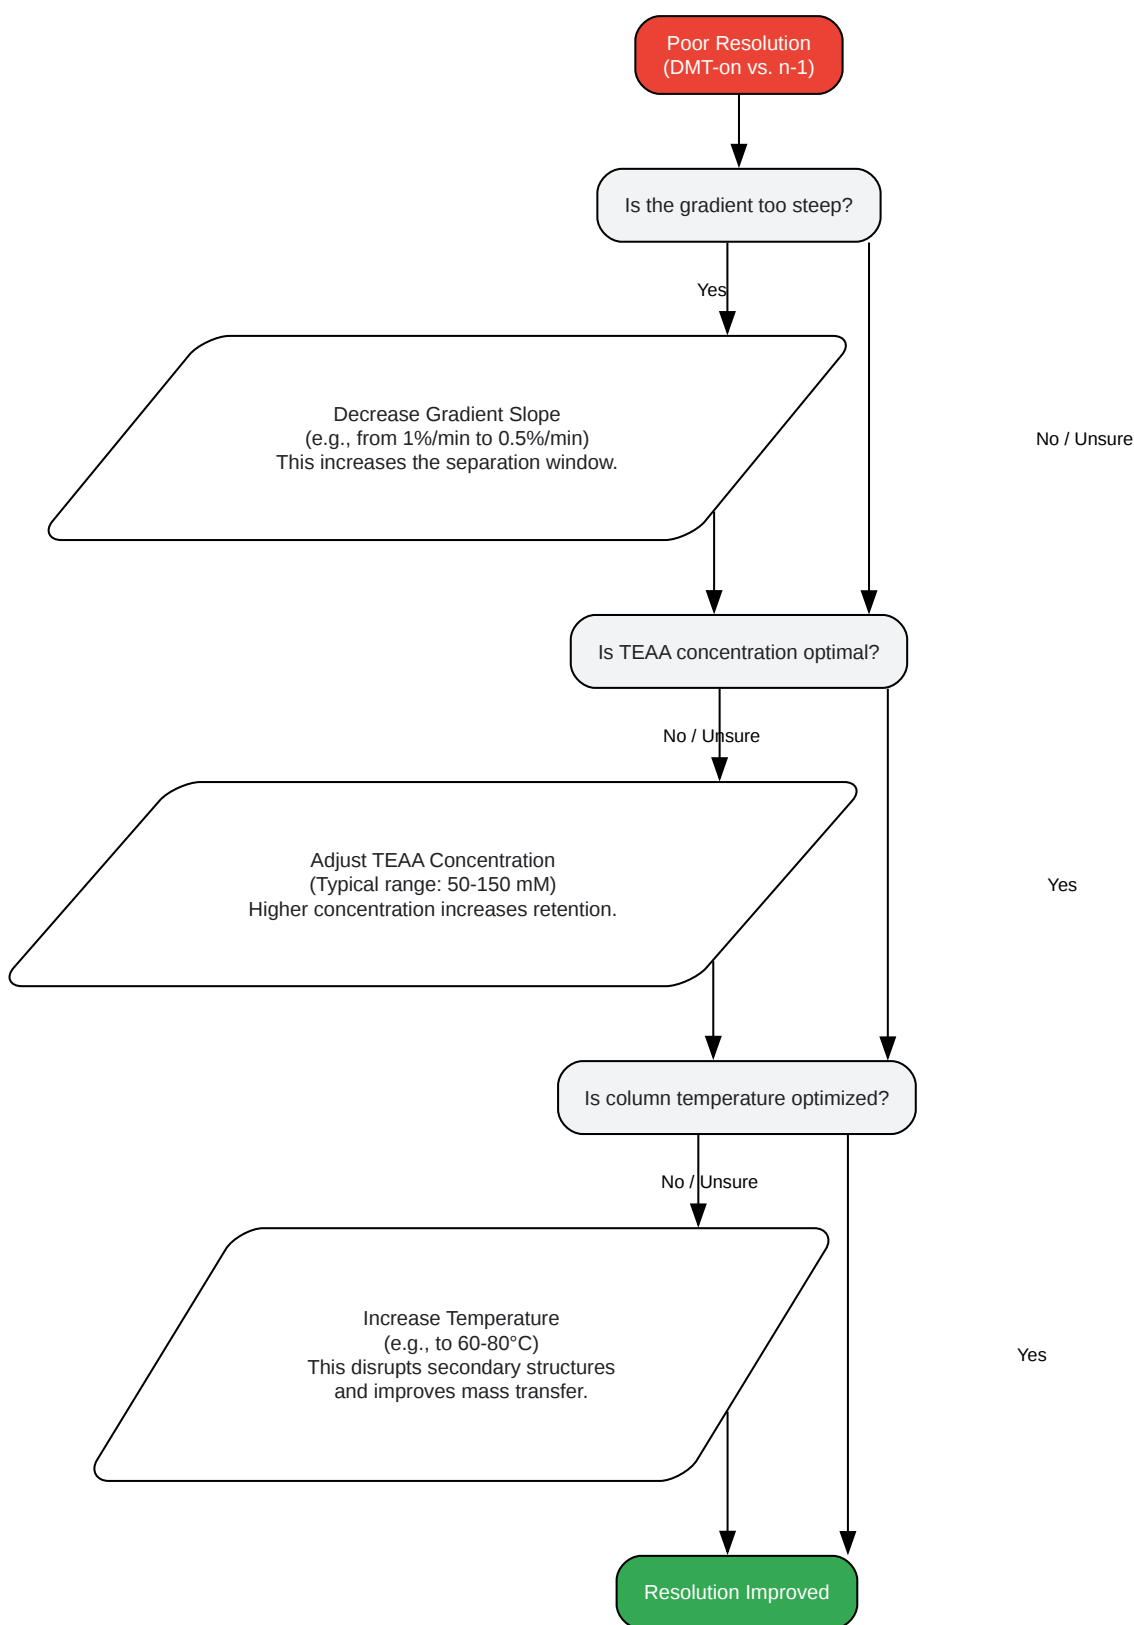 Poor Resolution
(DMT-on vs. n-1)
Is the gradient too steep?
Yes
Decrease Gradient Slope
(e.g., from 1%/min to 0.5%/min)
This increases the separation window.
No / Unsure
Is TEAA concentration optimal?
No / Unsure
Adjust TEAA Concentration
(Typical range: 50-150 mM)
Higher concentration increases retention.
Yes
Is column temperature optimized?
No / Unsure
Increase Temperature
(e.g., to 60-80°C)
This disrupts secondary structures
and improves mass transfer.
Yes
Resolution Improved